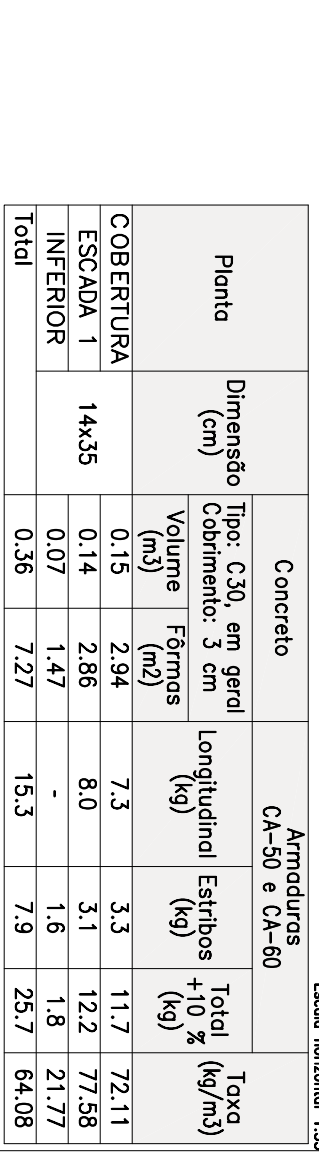 Escala horizontal 1:50
Planta
Dimensão
(cm)
Concreto
Armaduras
CA-50 e CA-60
Taxa
(kg/m3)
Tipo: C30, em geral
Cobrimento: 3 cm
Longitudinal
(kg)
Estribos
(kg)
Total
+10 %
(kg)
Volume
(m3)
Fôrmas
(m2)
COBERTURA 14x35 0.15 2.94 7.3 3.3 11.7 72.11
ESCADA 1 0.14 2.86 8.0 3.1 12.2 77.58
INFERIOR 0.07 1.47 - 1.6 1.8 21.77
Total 0.36 7.27 15.3 7.9 25.7 64.08